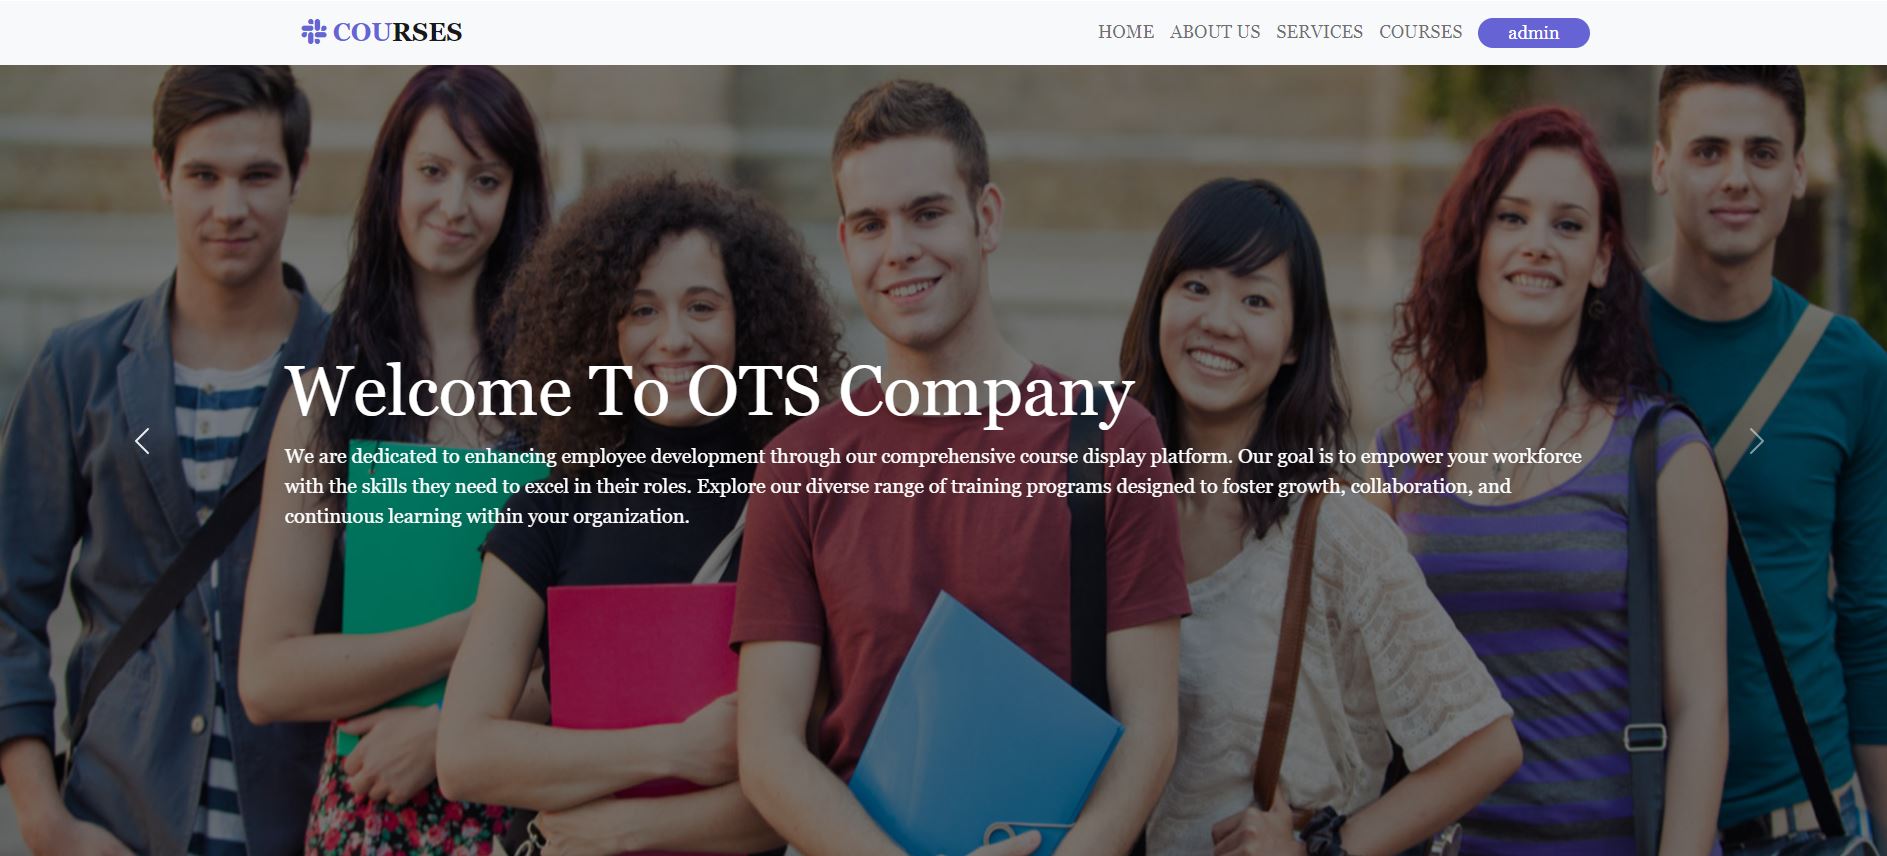 COURSES
HOME ABOUT US SERVICES COURSES admin
Welcome To OTS Company
We are dedicated to enhancing employee development through our comprehensive course display platform. Our goal is to empower your workforce
with the skills they need to excel in their roles. Explore our diverse range of training programs designed to foster growth, collaboration, and
continuous learning within your organization.